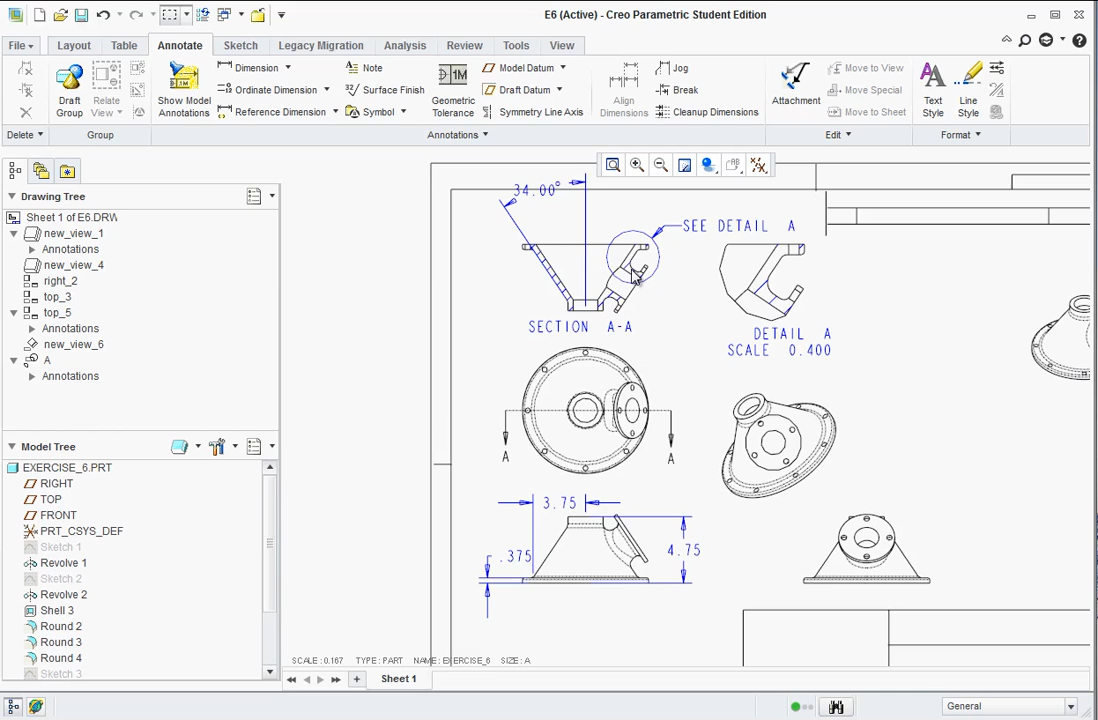 E6 (Active) - Creo Parametric Student Edition
File
Layout
Table
Annotate
Sketch
Legacy Migration
Analysis
Review
Tools
View
Draft
Group
Relate
View
Show Model
Annotations
Dimension
Ordinate Dimension
Reference Dimension
Note
Surface Finish
Symbol
Geometric
Tolerance
Model Datum
Draft Datum
Symmetry Line Axis
Align
Dimensions
Jog
Break
Cleanup Dimensions
Attachment
Move to View
Move Special
Move to Sheet
Text
Style
Line
Style
Delete
Group
Annotations
Edit
Format
Drawing Tree
Sheet 1 of E6.DRW
new_view_1
Annotations
new_view_4
right_2
top_3
top_5
Annotations
new_view_6
A
Annotations
Model Tree
EXERCISE_6.PRT
RIGHT
TOP
FRONT
PRT_CSYS_DEF
Sketch 1
Revolve 1
Sketch 2
Revolve 2
Shell 3
Round 2
Round 3
Round 4
Sketch 3
34.00°
SEE DETAIL A
SECTION A-A
DETAIL A
SCALE 0.400
A
A
3.75
.375
4.75
SCALE : 0.167 TYPE : PART NAME : EXERCISE_6 SIZE : A
Sheet 1
General